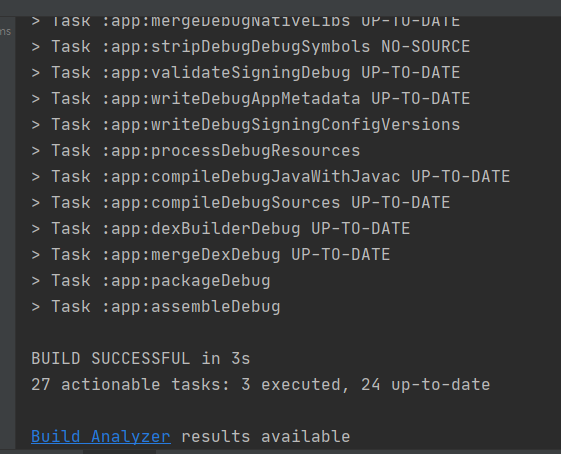 > Task :app:mergeDebugNativeLibs UP-TO-DATE
ms
> Task :app:stripDebugDebugSymbols NO-SOURCE
> Task :app:validateSigningDebug UP-TO-DATE
> Task :app:writeDebugAppMetadata UP-TO-DATE
> Task :app:writeDebugSigningConfigVersions
> Task :app:processDebugResources
> Task :app:compileDebugJavaWithJavac UP-TO-DATE
> Task :app:compileDebugSources UP-TO-DATE
> Task :app:dexBuilderDebug UP-TO-DATE
> Task :app:mergeDexDebug UP-TO-DATE
> Task :app:packageDebug
> Task :app:assembleDebug
BUILD SUCCESSFUL in 3s
27 actionable tasks: 3 executed, 24 up-to-date
Build Analyzer results available